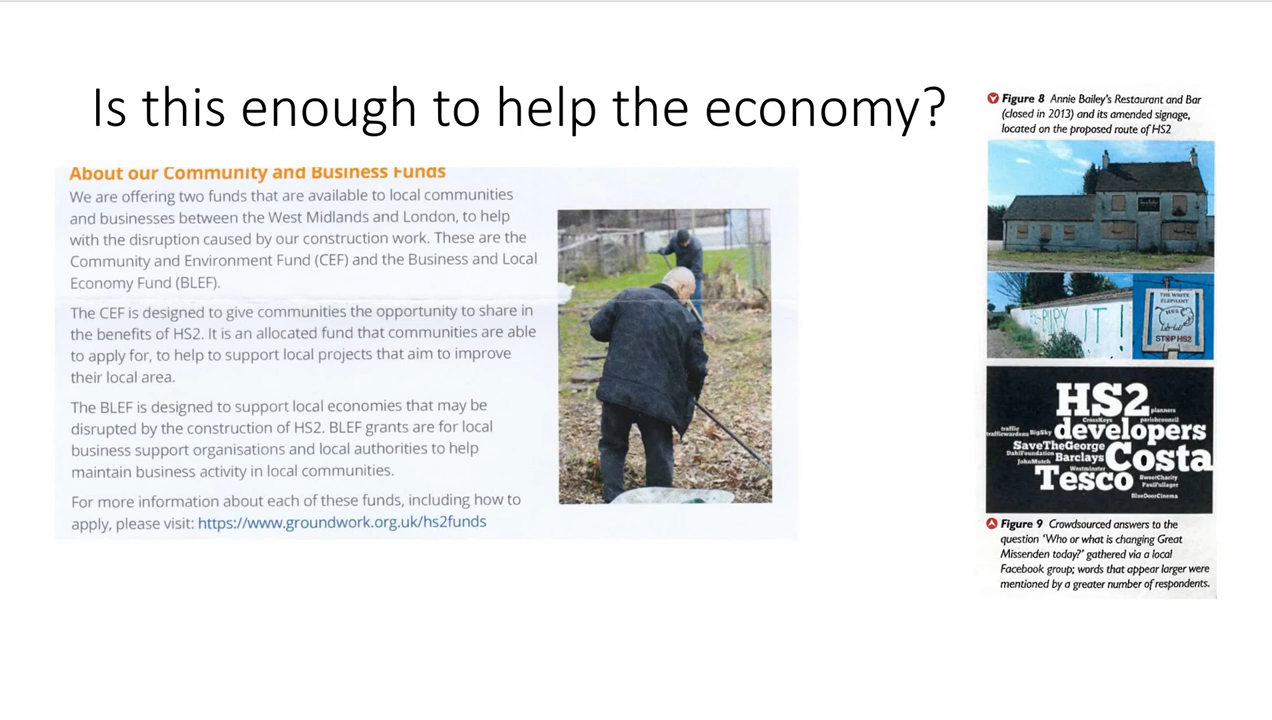 Is this enough to help the economy?
About our Community and Business Funds
We are offering two funds that are available to local communities
and businesses between the West Midlands and London, to help
with the disruption caused by our construction work. These are the
Community and Environment Fund (CEF) and the Business and Local
Economy Fund (BLEF).
The CEF is designed to give communities the opportunity to share in
the benefits of HS2. It is an allocated fund that communities are able
to apply for, to help to support local projects that aim to improve
their local area.
The BLEF is designed to support local economies that may be
disrupted by the construction of HS2. BLEF grants are for local
business support organisations and local authorities to help
maintain business activity in local communities.
For more information about each of these funds, including how to
apply, please visit: https://www.groundwork.org.uk/hs2funds
Figure 8 Annie Bailey's Restaurant and Bar
(closed in 2013) and its amended signage,
located on the proposed route of HS2
IT!
THE WHITE
ELEPHANT
HS2
STOP HS2
HS2
planners
CrossKeys parishcouncil
traffic
trafficwardens BigSky developers
SaveTheGeorge
DahlFoundation Barclays Costa
JohnMutch
Westminster
Tesco
SweetCharity
PaulFullager
BlueDoorCinema
Figure 9 Crowdsourced answers to the
question 'Who or what is changing Great
Missenden today?' gathered via a local
Facebook group; words that appear larger were
mentioned by a greater number of respondents.